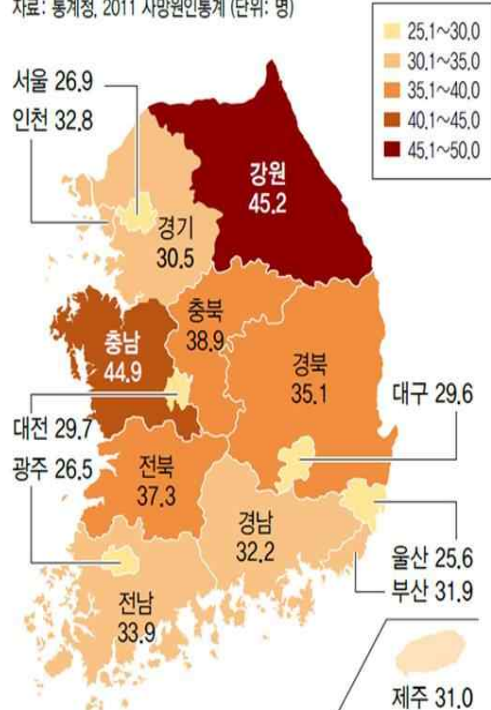 자료: 통계청, 2011 사망원인통계 (단위: 명)
25.1~30.0
30.1~35.0
35.1~40.0
40.1~45.0
45.1~50.0
서울 26.9
인천 32.8
강원
45.2
경기
30.5
충북
38.9
충남
44.9
경북
35.1
대구 29.6
대전 29.7
광주 26.5
전북
37.3
경남
32.2
울산 25.6
부산 31.9
전남
33.9
제주 31.0